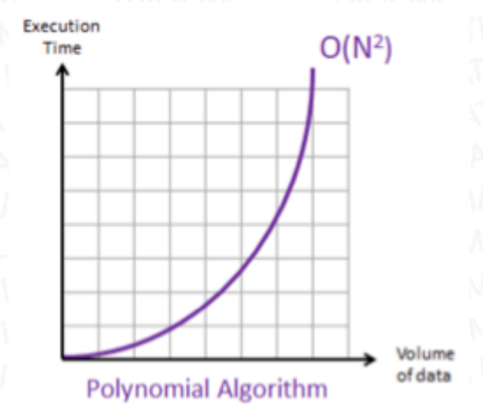 Execution
Time
O(N²)
Volume
of data
Polynomial Algorithm